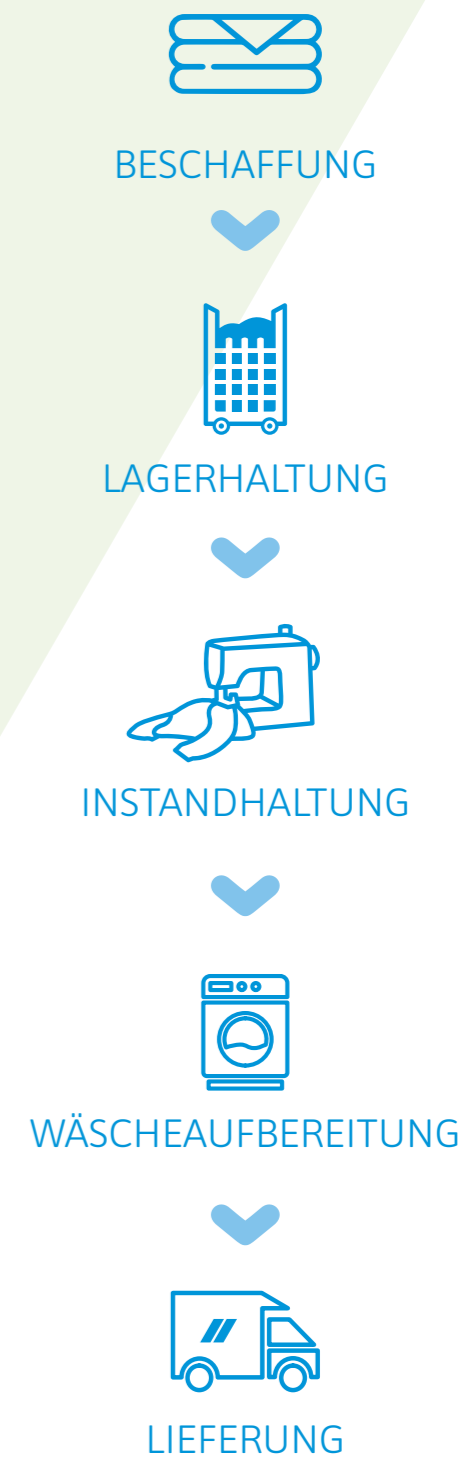 BESCHAFFUNG
LAGERHALTUNG
INSTANDHALTUNG
WÄSCHEAUFBEREITUNG
LIEFERUNG